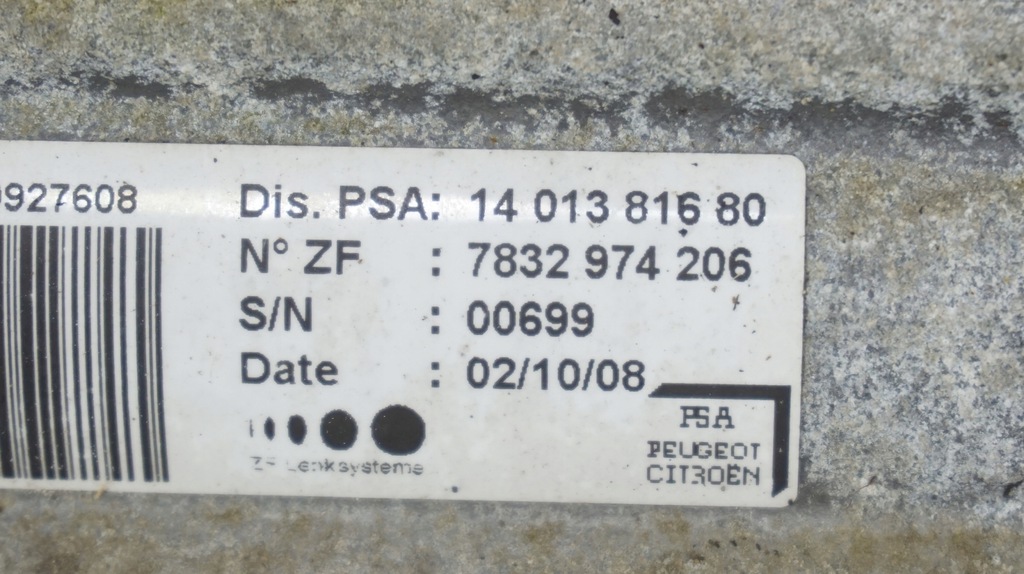 0927608
Dis. PSA: 14 013 816 80
N° ZF : 7832 974 206
S/N : 00699
Date : 02/10/08
ZF Lenksysteme
PSA
PEUGEOT
CITROËN